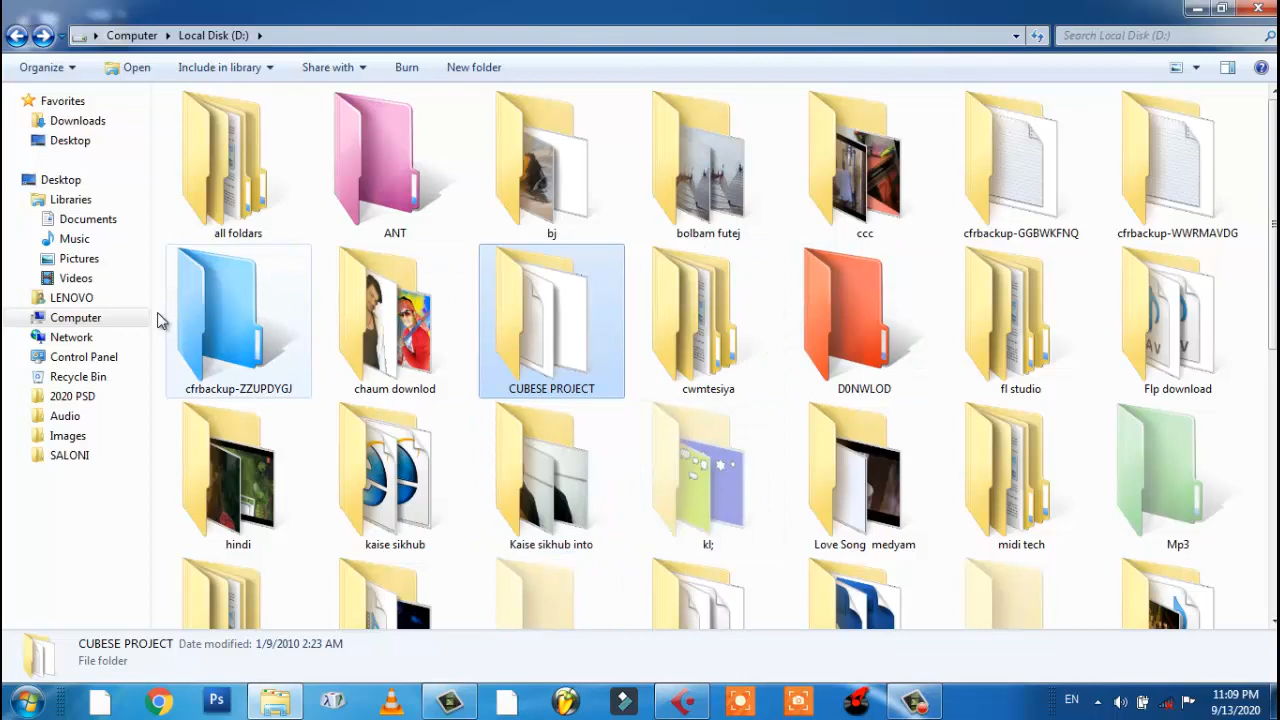 Computer Local Disk (D:)
Search Local Disk (D:)
Organize Open Include in library Share with Burn New folder
Favorites
Downloads
Desktop
Desktop
Libraries
Documents
Music
Pictures
Videos
LENOVO
Computer
Network
Control Panel
Recycle Bin
2020 PSD
Audio
Images
SALONI
all foldars ANT bj bolbam futej ccc cfrbackup-GGBWKFNQ cfrbackup-WWRMAVDG
cfrbackup-ZZUPDYGJ chaum downlod CUBESE PROJECT cwmtesiya D0NWLOD fl studio Flp download
hindi kaise sikhub Kaise sikhub into kl; Love Song medyam midi tech Mp3
CUBESE PROJECT Date modified: 1/9/2010 2:23 AM
File folder
Ps
EN
11:09 PM
9/13/2020